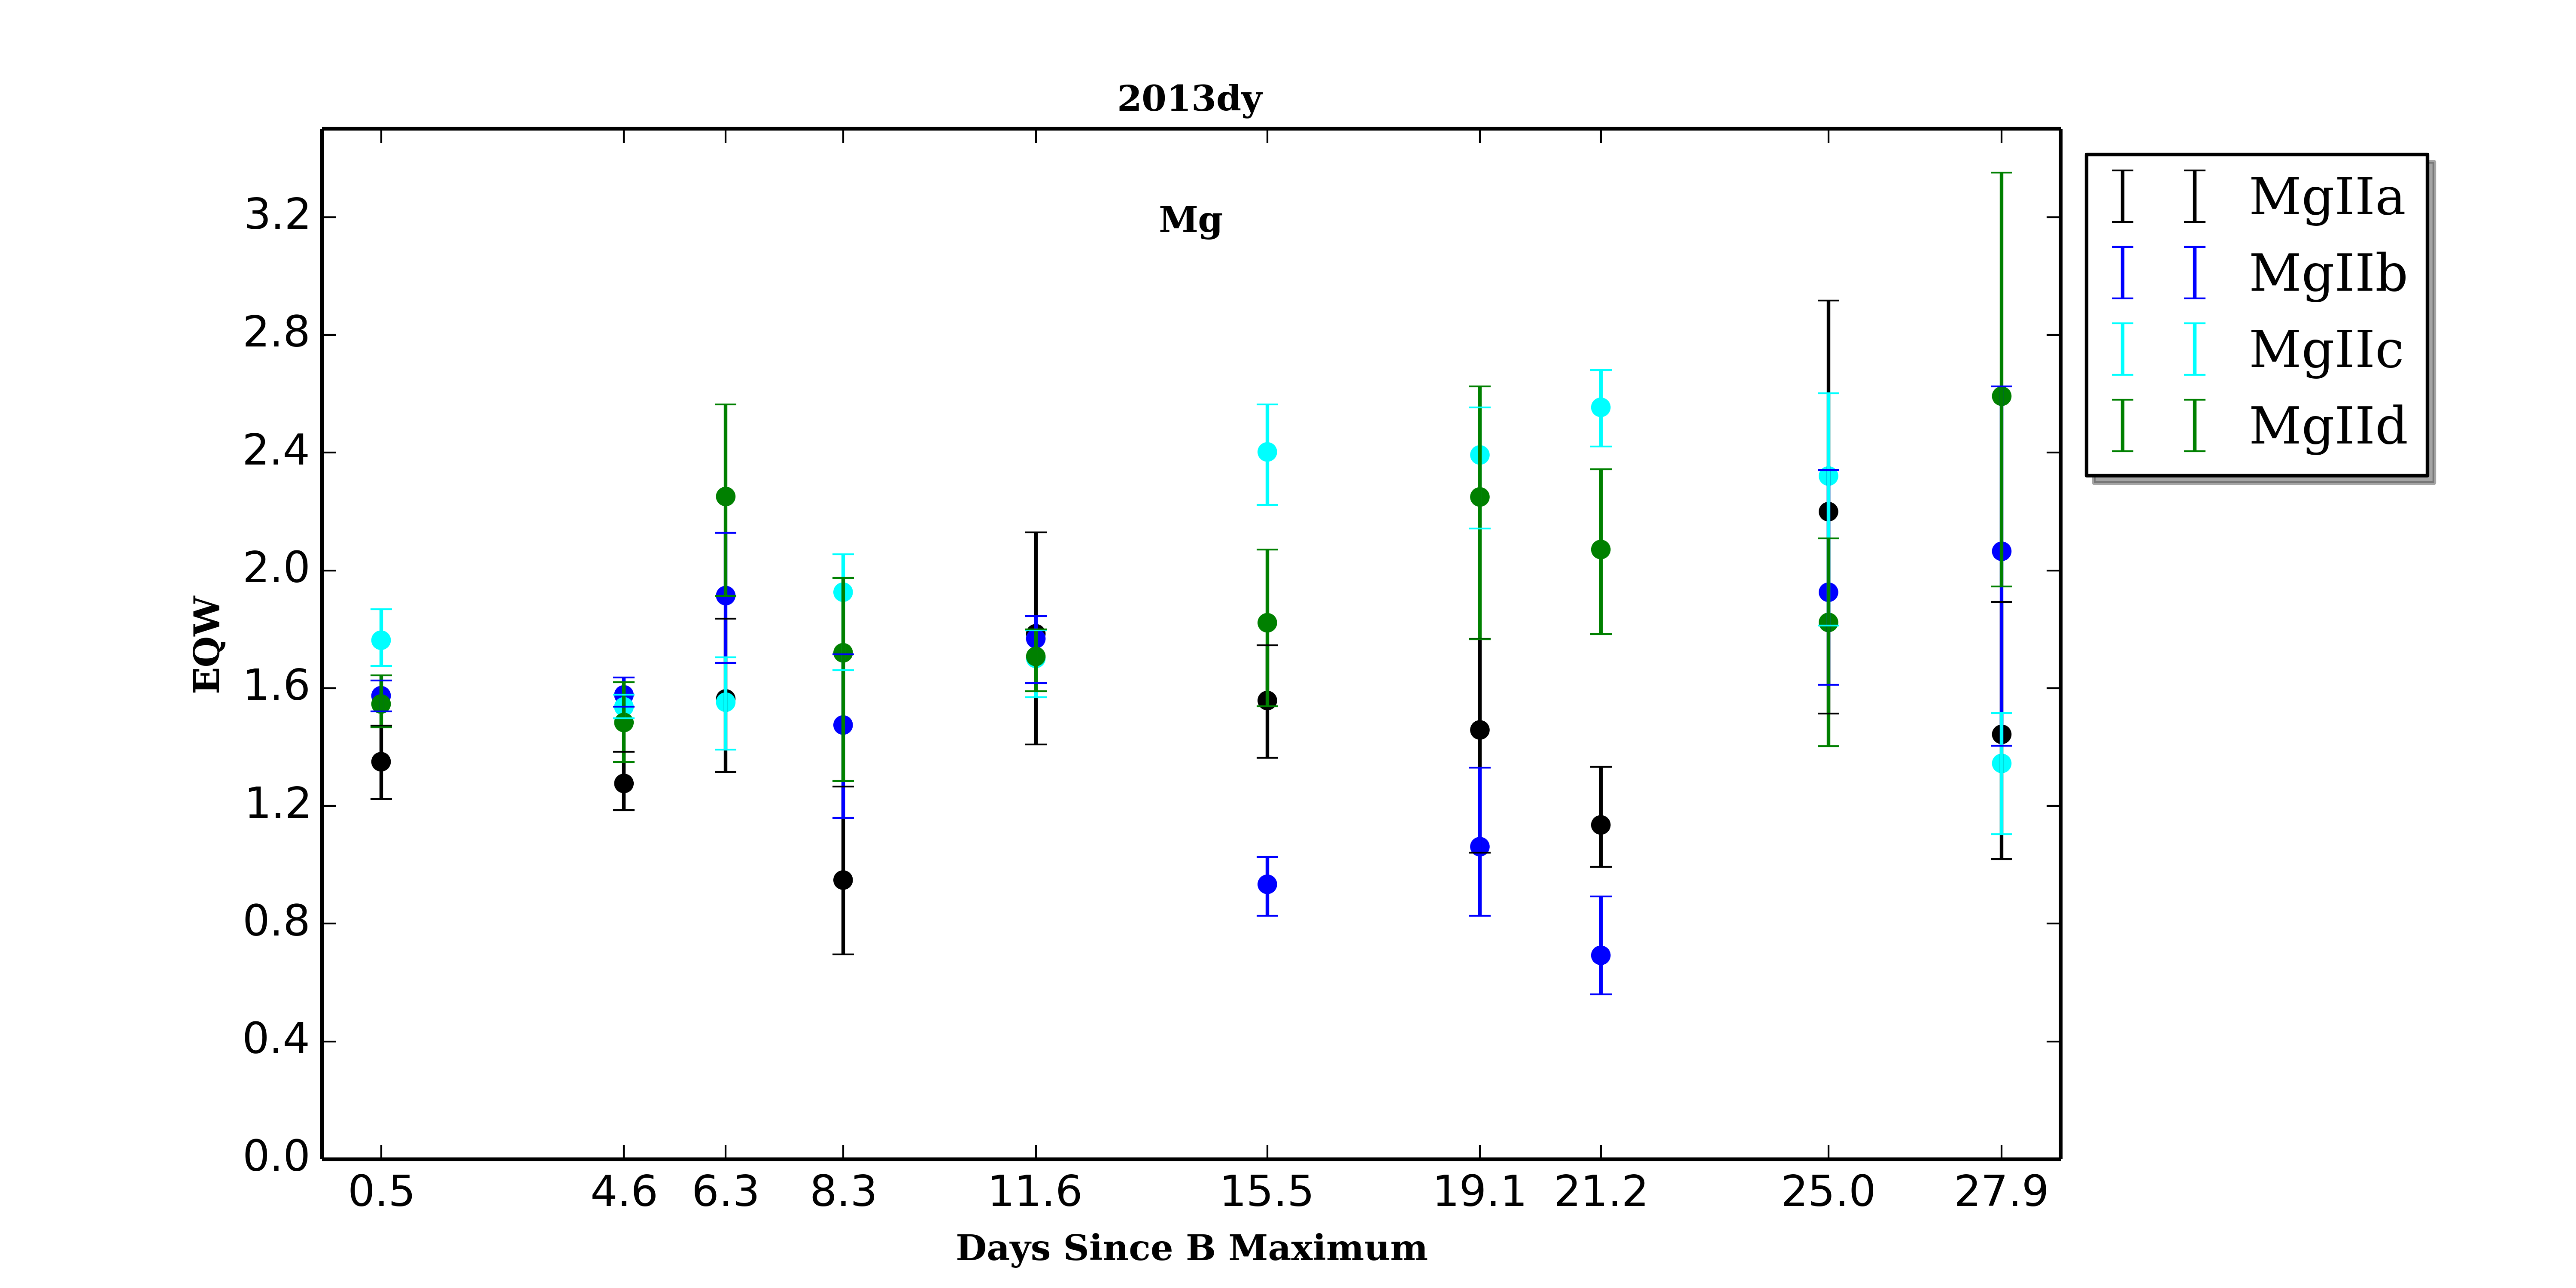 2013dy
Mg
MgIIa
MgIIb
MgIIc
MgIId
3.2
2.8
2.4
2.0
1.6
1.2
0.8
0.4
0.0
EQW
0.5 4.6 6.3 8.3 11.6 15.5 19.1 21.2 25.0 27.9
Days Since B Maximum